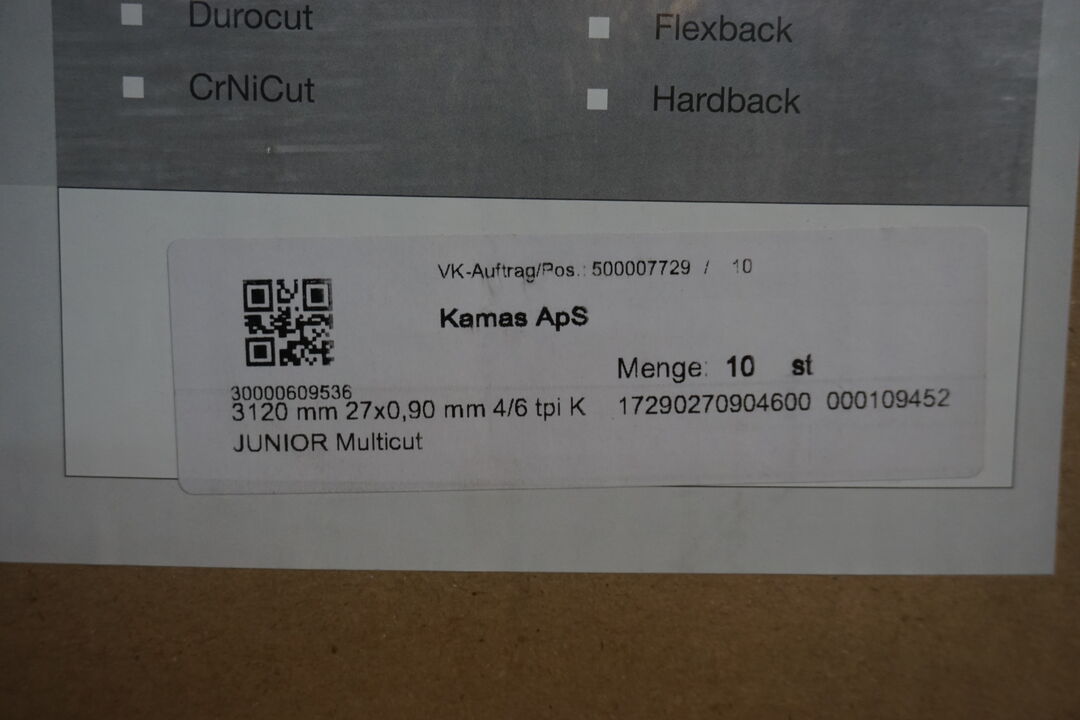 Durocut
Flexback
CrNiCut
Hardback
VK-Auftrag/Pos.: 500007729 / 10
Kamas ApS
Menge: 10 st
30000609536
3120 mm 27x0,90 mm 4/6 tpi K 17290270904600 000109452
JUNIOR Multicut